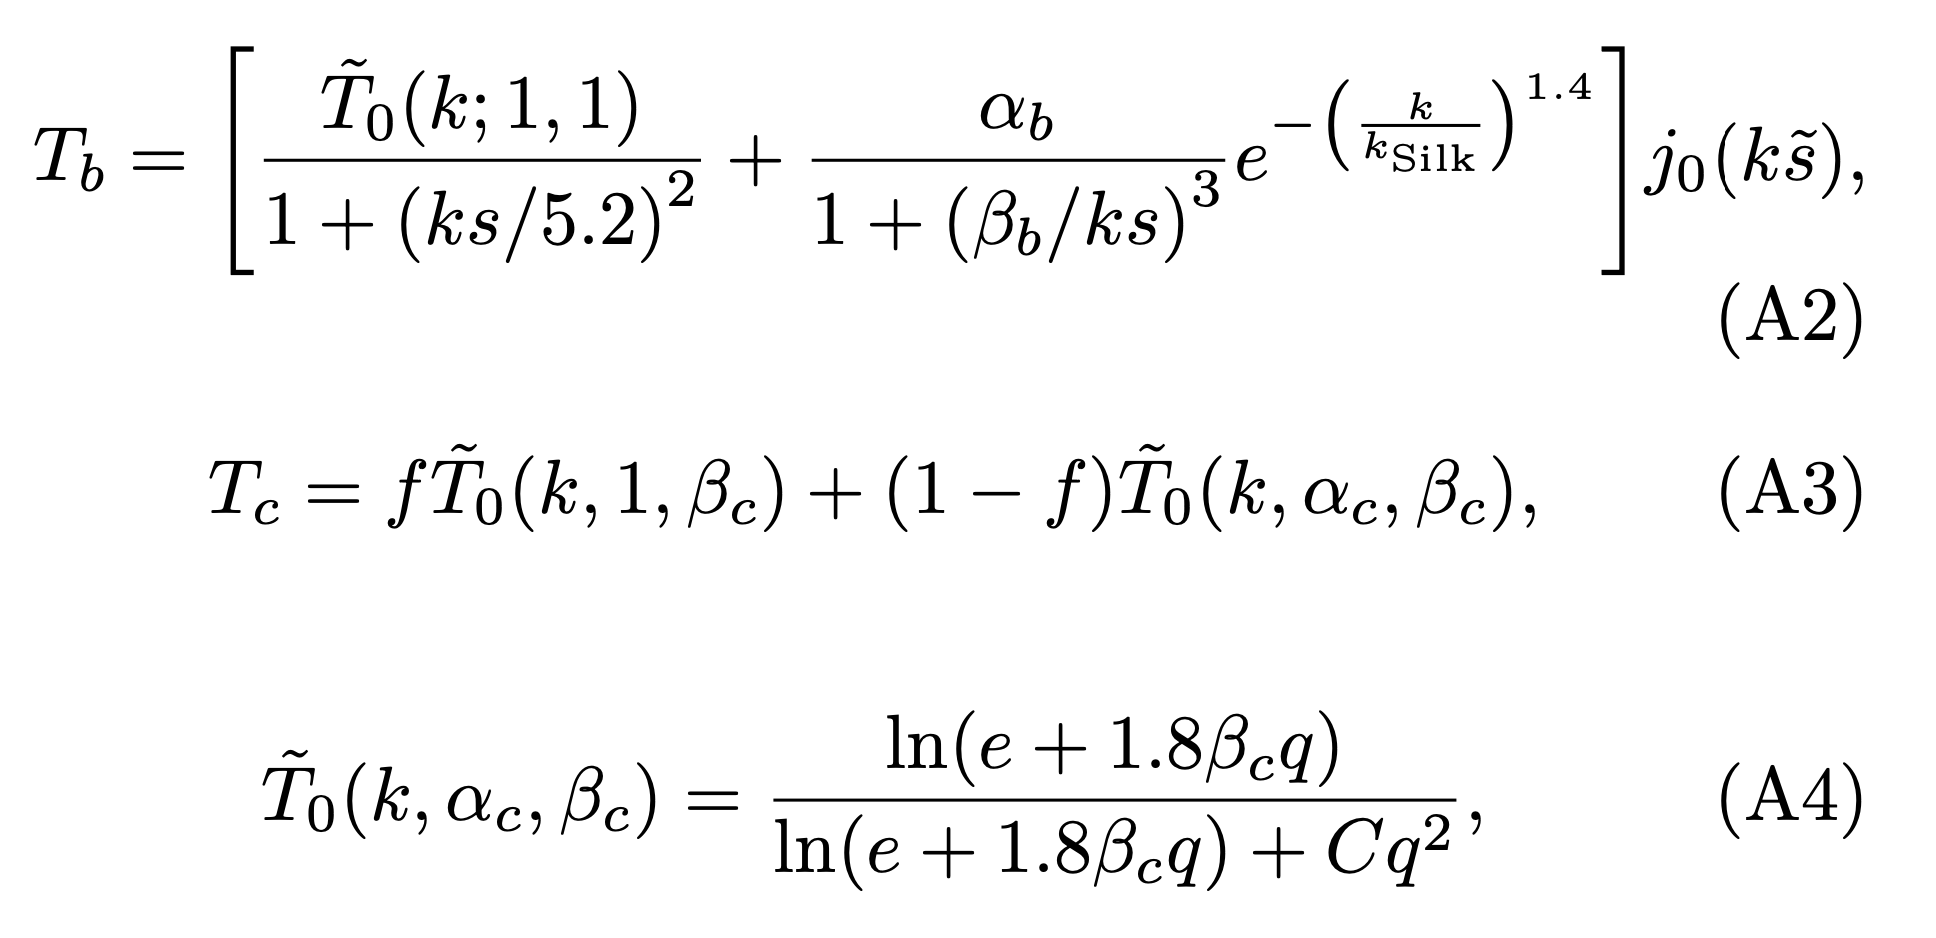 $T_b = \left[ \frac{\tilde{T}_0(k; 1, 1)}{1 + (ks/5.2)^2} + \frac{\alpha_b}{1 + (\beta_b/ks)^3} e^{-\left(\frac{k}{k_{\mathrm{Silk}}}\right)^{1.4}} \right] j_0(k\tilde{s}),$
(A2)
$T_c = f\tilde{T}_0(k, 1, \beta_c) + (1 - f)\tilde{T}_0(k, \alpha_c, \beta_c),$ (A3)
$\tilde{T}_0(k, \alpha_c, \beta_c) = \frac{\ln(e + 1.8\beta_c q)}{\ln(e + 1.8\beta_c q) + Cq^2},$ (A4)